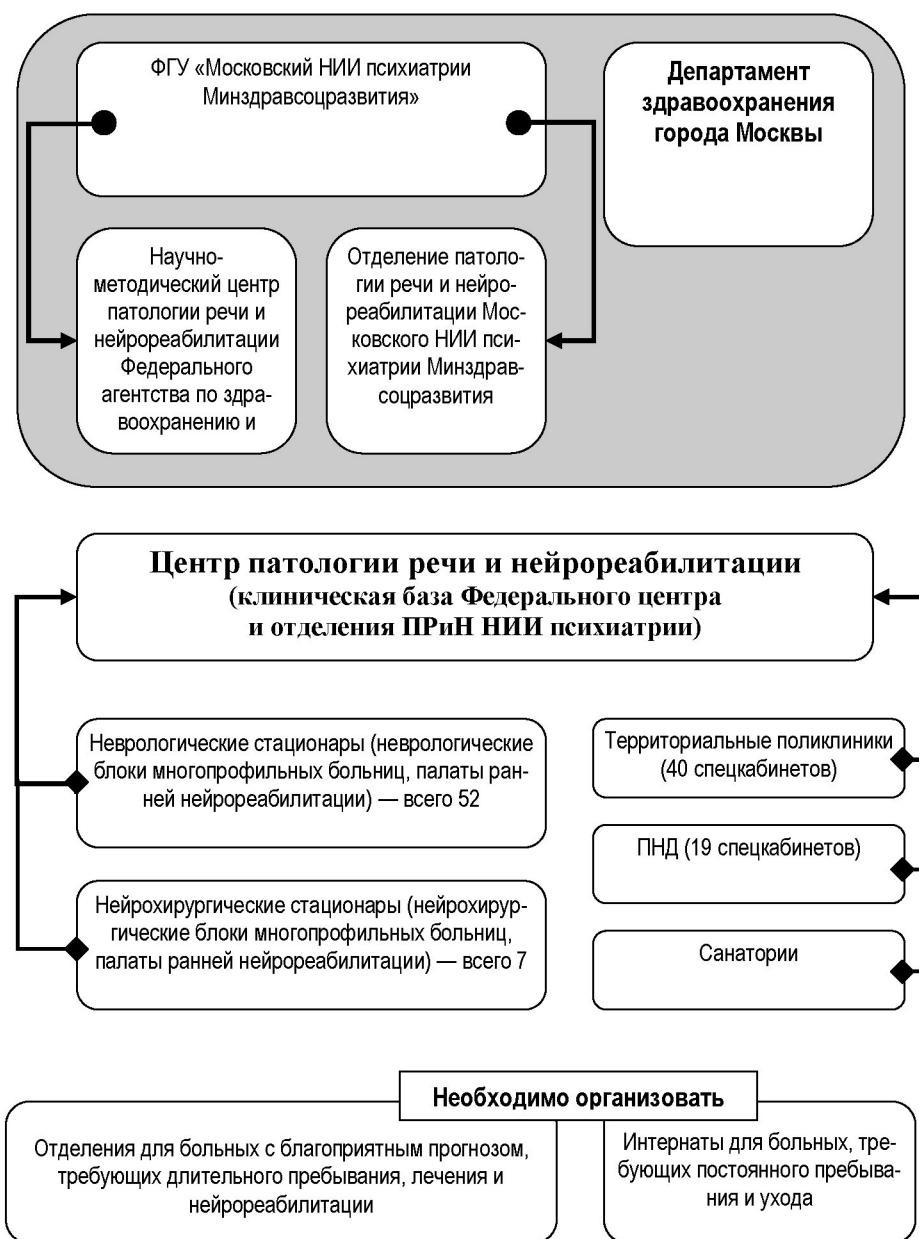 ФГУ «Московский НИИ психиатрии
Минздравсоцразвития»
Департамент
здравоохранения
города Москвы
Научно-
методический центр
патологии речи и
нейрореабилитации
Федерального
агентства по здра-
воохранению и
Отделение патоло-
гии речи и нейро-
реабилитации Мос-
ковского НИИ пси-
хиатрии Минздрав-
соцразвития
Центр патологии речи и нейрореабилитации
(клиническая база Федерального центра
и отделения ПРиН НИИ психиатрии)
Неврологические стационары (неврологические
блоки многопрофильных больниц, палаты ран-
ней нейрореабилитации) — всего 52
Нейрохирургические стационары (нейрохирур-
гические блоки многопрофильных больниц,
палаты ранней нейрореабилитации) — всего 7
Территориальные поликлиники
(40 спецкабинетов)
ПНД (19 спецкабинетов)
Санатории
Необходимо организовать
Отделения для больных с благоприятным прогнозом,
требующих длительного пребывания, лечения и
нейрореабилитации
Интернаты для больных, тре-
бующих постоянного пребыва-
ния и ухода